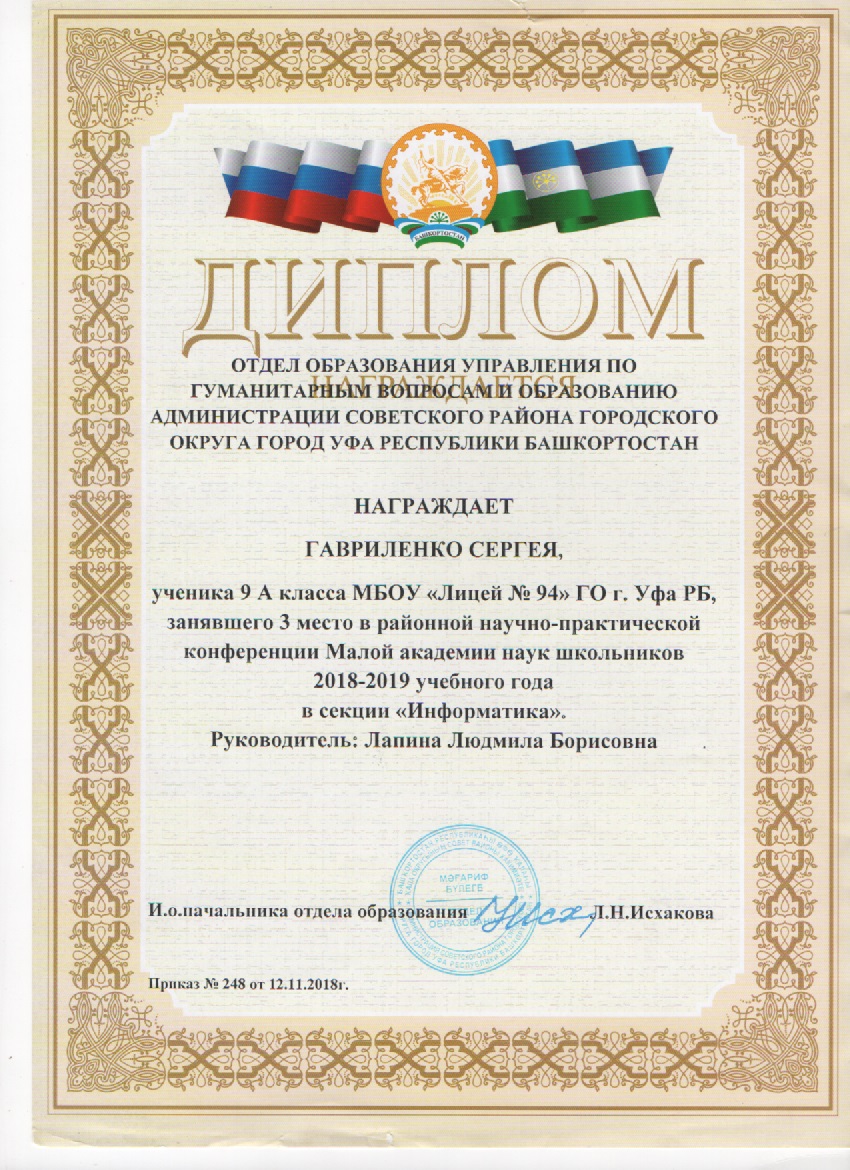 БАШКОРТОСТАН
ДИПЛОМ
НАГРАЖДАЕТСЯ
ОТДЕЛ ОБРАЗОВАНИЯ УПРАВЛЕНИЯ ПО
ГУМАНИТАРНЫМ ВОПРОСАМ И ОБРАЗОВАНИЮ
АДМИНИСТРАЦИИ СОВЕТСКОГО РАЙОНА ГОРОДСКОГО
ОКРУГА ГОРОД УФА РЕСПУБЛИКИ БАШКОРТОСТАН
НАГРАЖДАЕТ
ГАВРИЛЕНКО СЕРГЕЯ,
ученика 9 А класса МБОУ «Лицей № 94» ГО г. Уфа РБ,
занявшего 3 место в районной научно-практической
конференции Малой академии наук школьников
2018-2019 учебного года
в секции «Информатика».
Руководитель: Лапина Людмила Борисовна
МӘҒАРИФ
БҮЛЕГЕ
ОТДЕЛ
ОБРАЗОВАНИЯ
И.о.начальника отдела образования Л.Н.Исхакова
Приказ № 248 от 12.11.2018г.